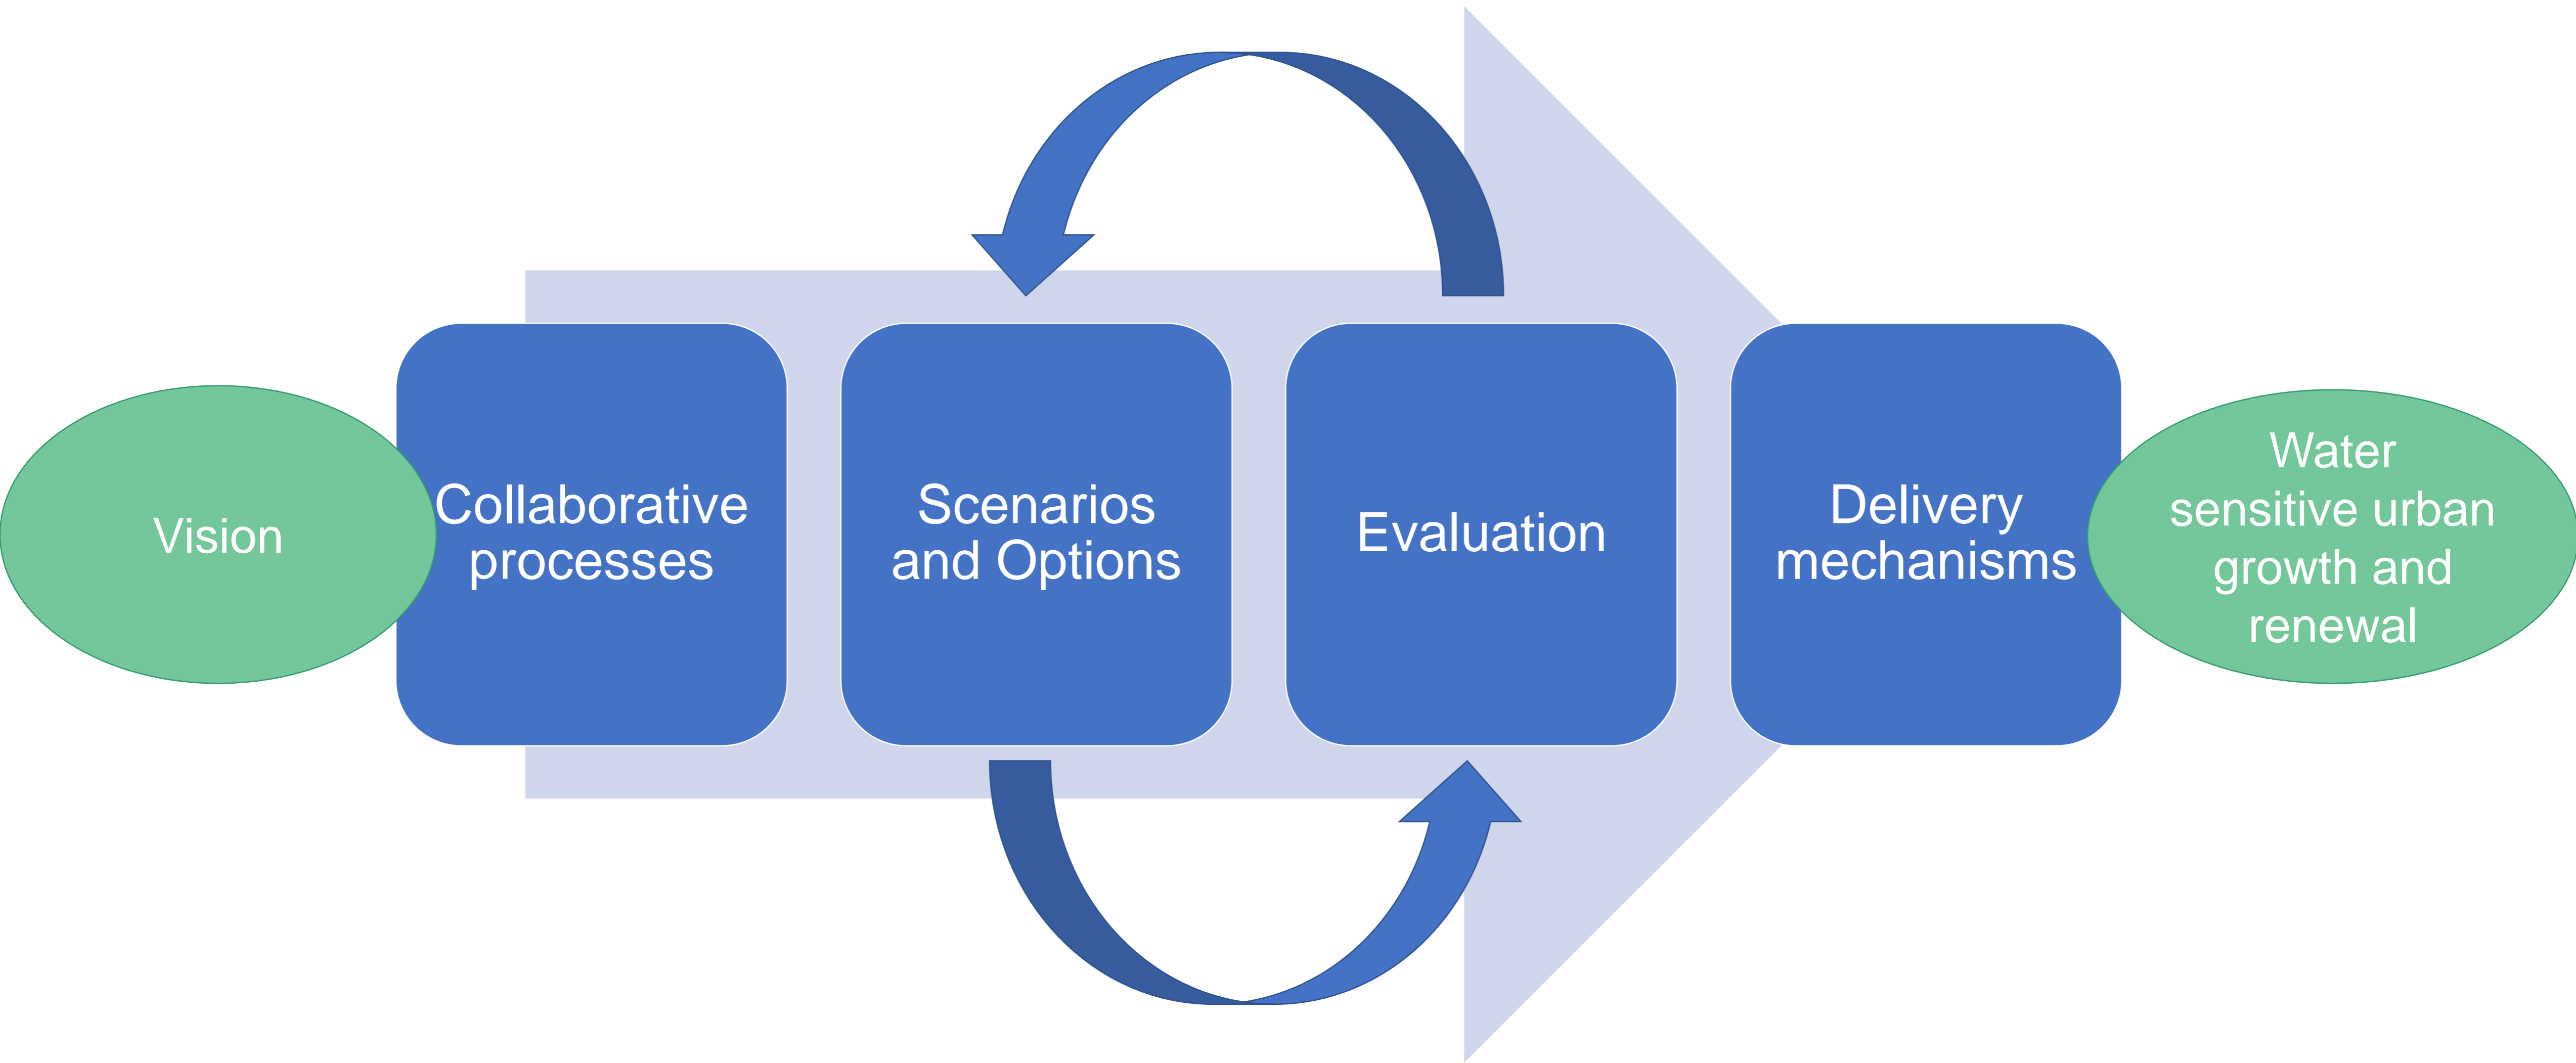 Vision
Collaborative
processes
Scenarios
and Options
Evaluation
Delivery
mechanisms
Water
sensitive urban
growth and
renewal